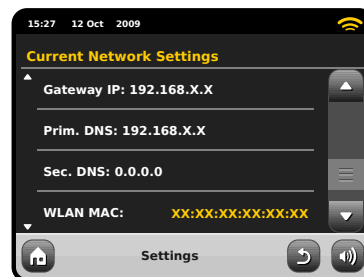 15:27 12 Oct 2009
Current Network Settings
Gateway IP: 192.168.X.X
Prim. DNS: 192.168.X.X
Sec. DNS: 0.0.0.0
WLAN MAC: XX:XX:XX:XX:XX:XX
Settings